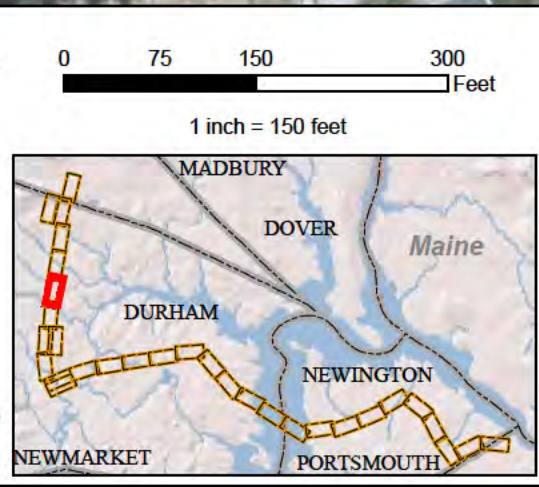 0 75 150 300
Feet
1 inch = 150 feet
MADBURY
DOVER
Maine
DURHAM
NEWINGTON
NEWMARKET
PORTSMOUTH